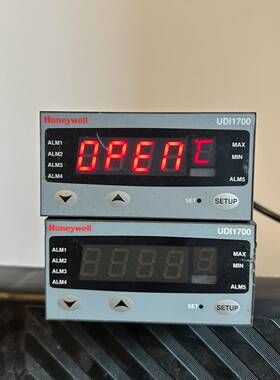 Honeywell UDI1700
ALM1 MAX
ALM2 MIN
ALM3
ALM4 ALM5
OPEn °C
SET SETUP
Honeywell UDI1700
ALM1 MAX
ALM2 MIN
ALM3
ALM4 ALM5
SET SETUP